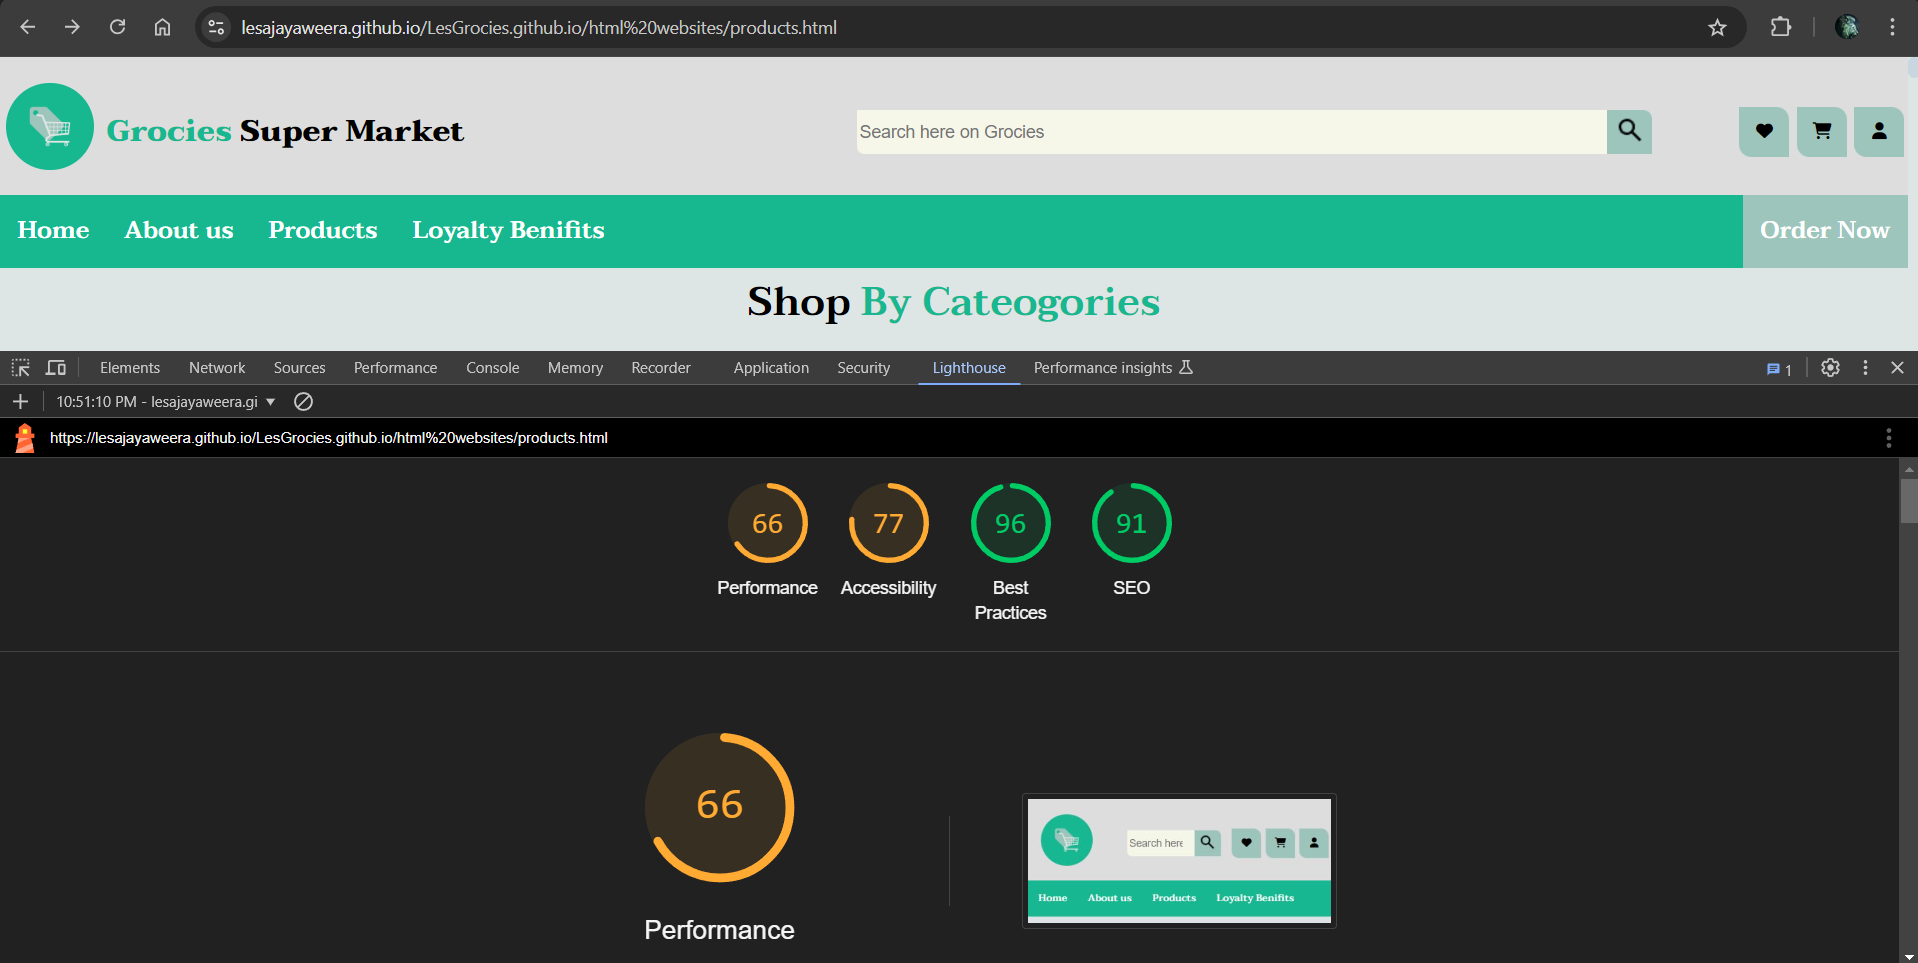 lesajayaweera.github.io/LesGrocies.github.io/html%20websites/products.html
Grocies Super Market
Search here on Grocies
Home About us Products Loyalty Benifits Order Now
Shop By Cateogories
Elements Network Sources Performance Console Memory Recorder Application Security Lighthouse Performance insights 1
10:51:10 PM - lesajayaweera.gi
https://lesajayaweera.github.io/LesGrocies.github.io/html%20websites/products.html
66 77 96 91
Performance Accessibility Best Practices SEO
66
Performance
Search here
Home About us Products Loyalty Benifits